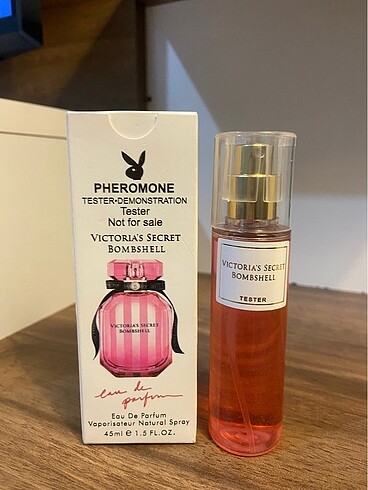 PHEROMONE
TESTER•DEMONSTRATION
Tester
Not for sale
VICTORIA'S SECRET
BOMBSHELL
VICTORIA'S SECRET
BOMBSHELL
eau de
parfum
Eau De Parfum
Vaporisateur Natural Spray
45ml e 1.5 FL.OZ.
VICTORIA'S SECRET
BOMBSHELL
TESTER